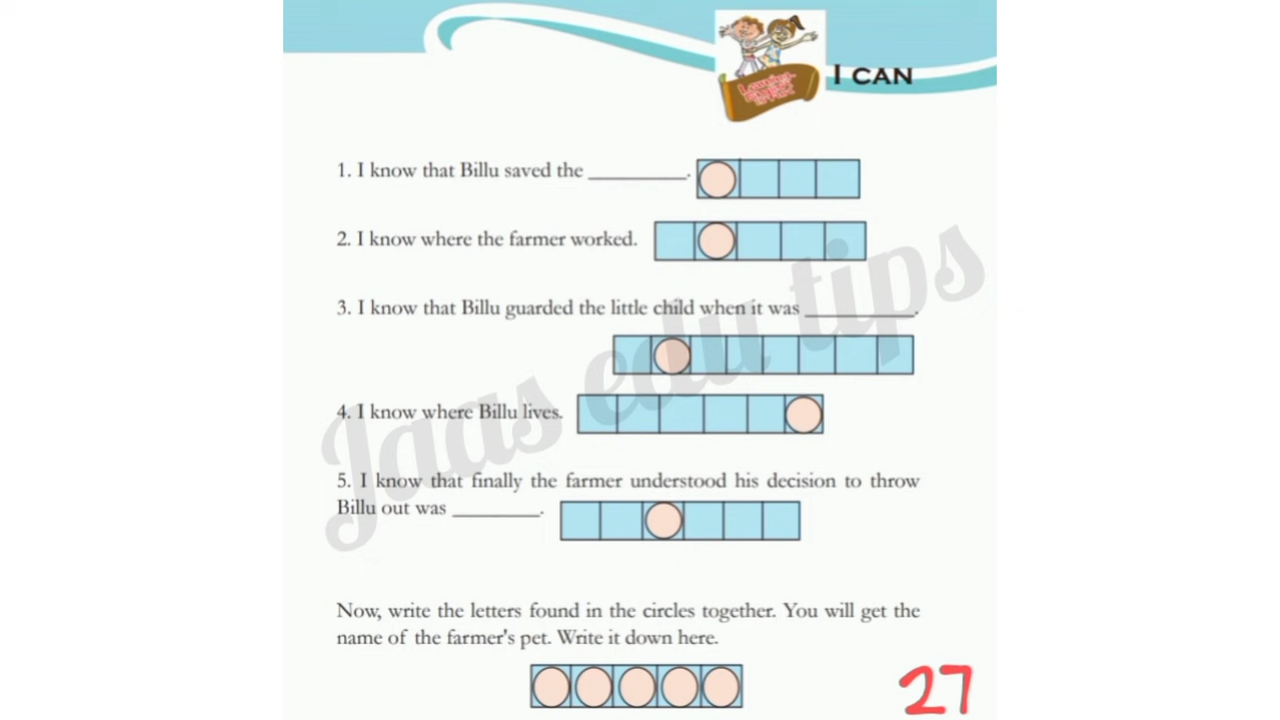 I CAN
1. I know that Billu saved the _________.
2. I know where the farmer worked.
3. I know that Billu guarded the little child when it was __________.
4. I know where Billu lives.
5. I know that finally the farmer understood his decision to throw
Billu out was ________.
Now, write the letters found in the circles together. You will get the
name of the farmer's pet. Write it down here.
27
Jaas edu tips